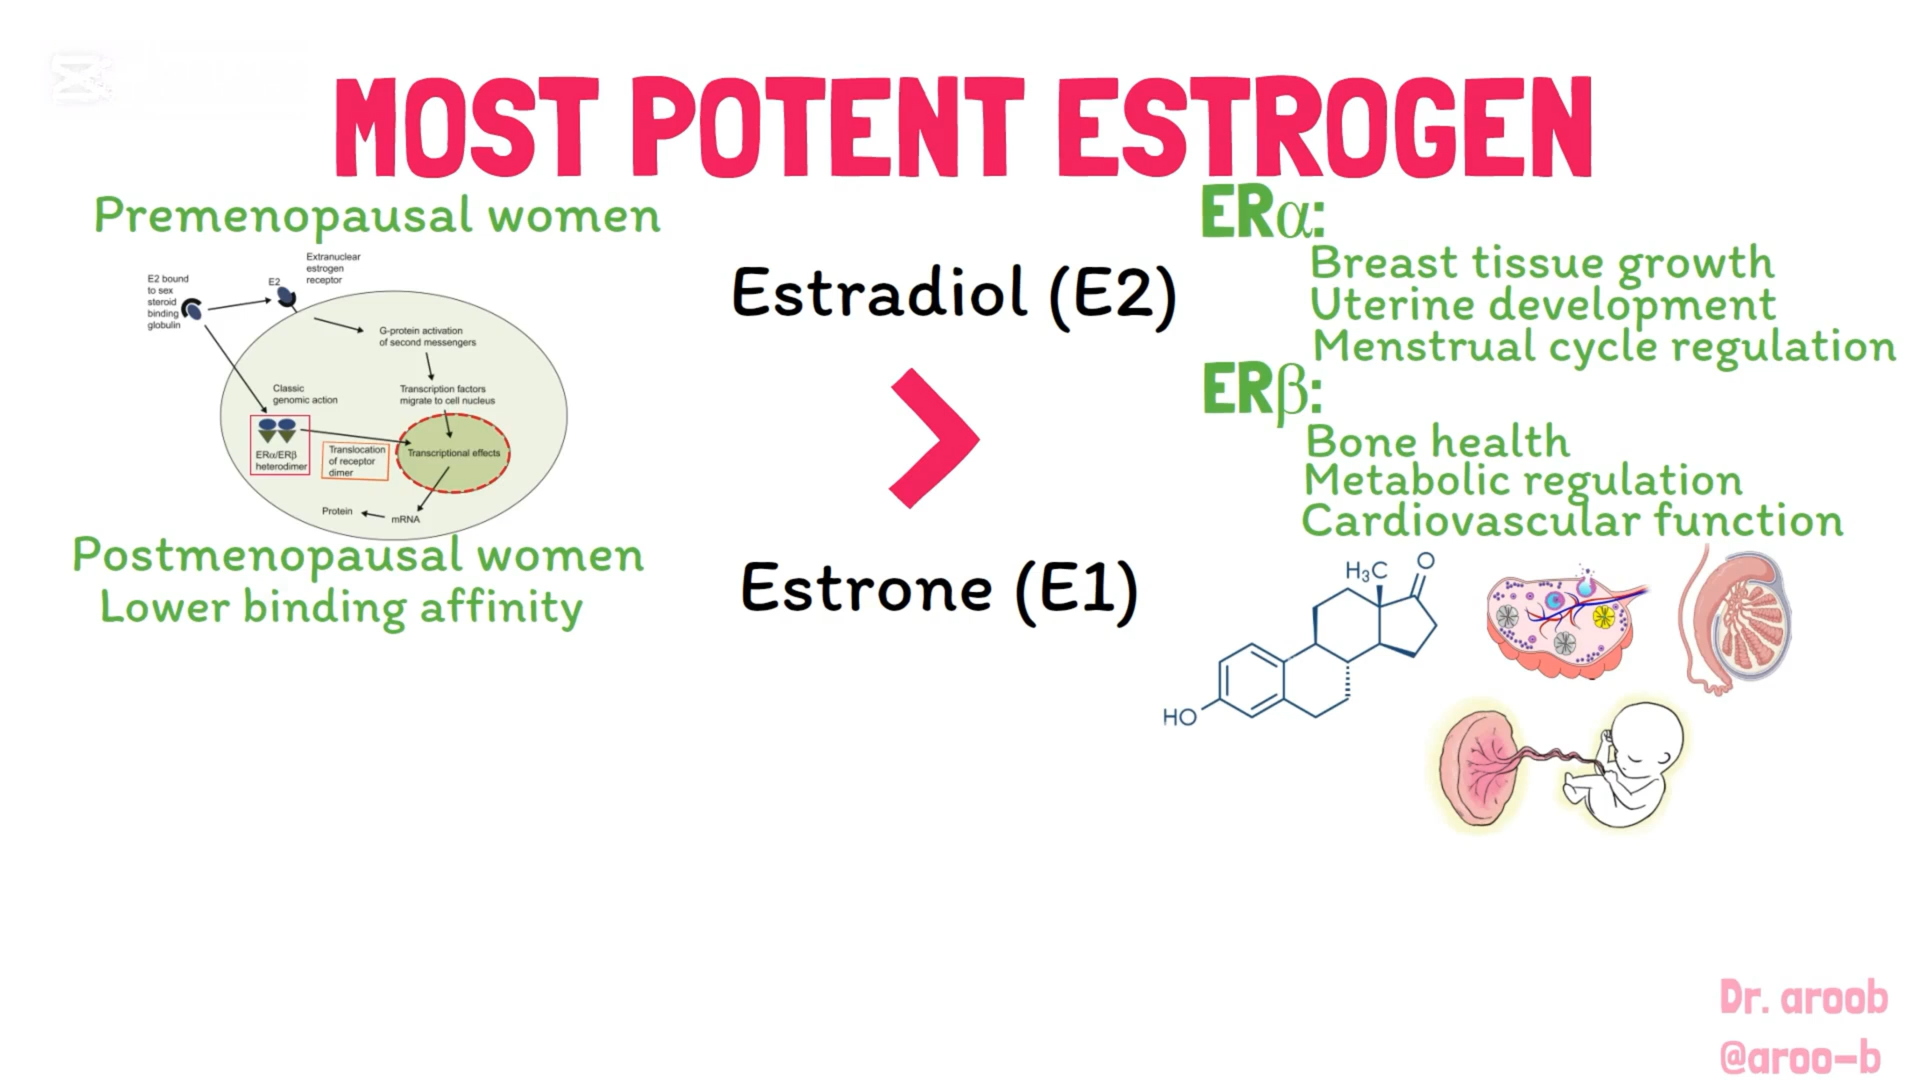 MOST POTENT ESTROGEN
Premenopausal women
E2 bound
to sex
steroid
binding
globulin
E2
Extranuclear
estrogen
receptor
G-protein activation
of second messengers
Classic
genomic action
Transcription factors
migrate to cell nucleus
ERα/ERβ
heterodimer
Translocation
of receptor
dimer
Transcriptional effects
Protein
mRNA
Postmenopausal women
Lower binding affinity
Estradiol (E2)
>
Estrone (E1)
ERα:
Breast tissue growth
Uterine development
Menstrual cycle regulation
ERβ:
Bone health
Metabolic regulation
Cardiovascular function
H₃C
O
HO
Dr. aroob
@aroo-b